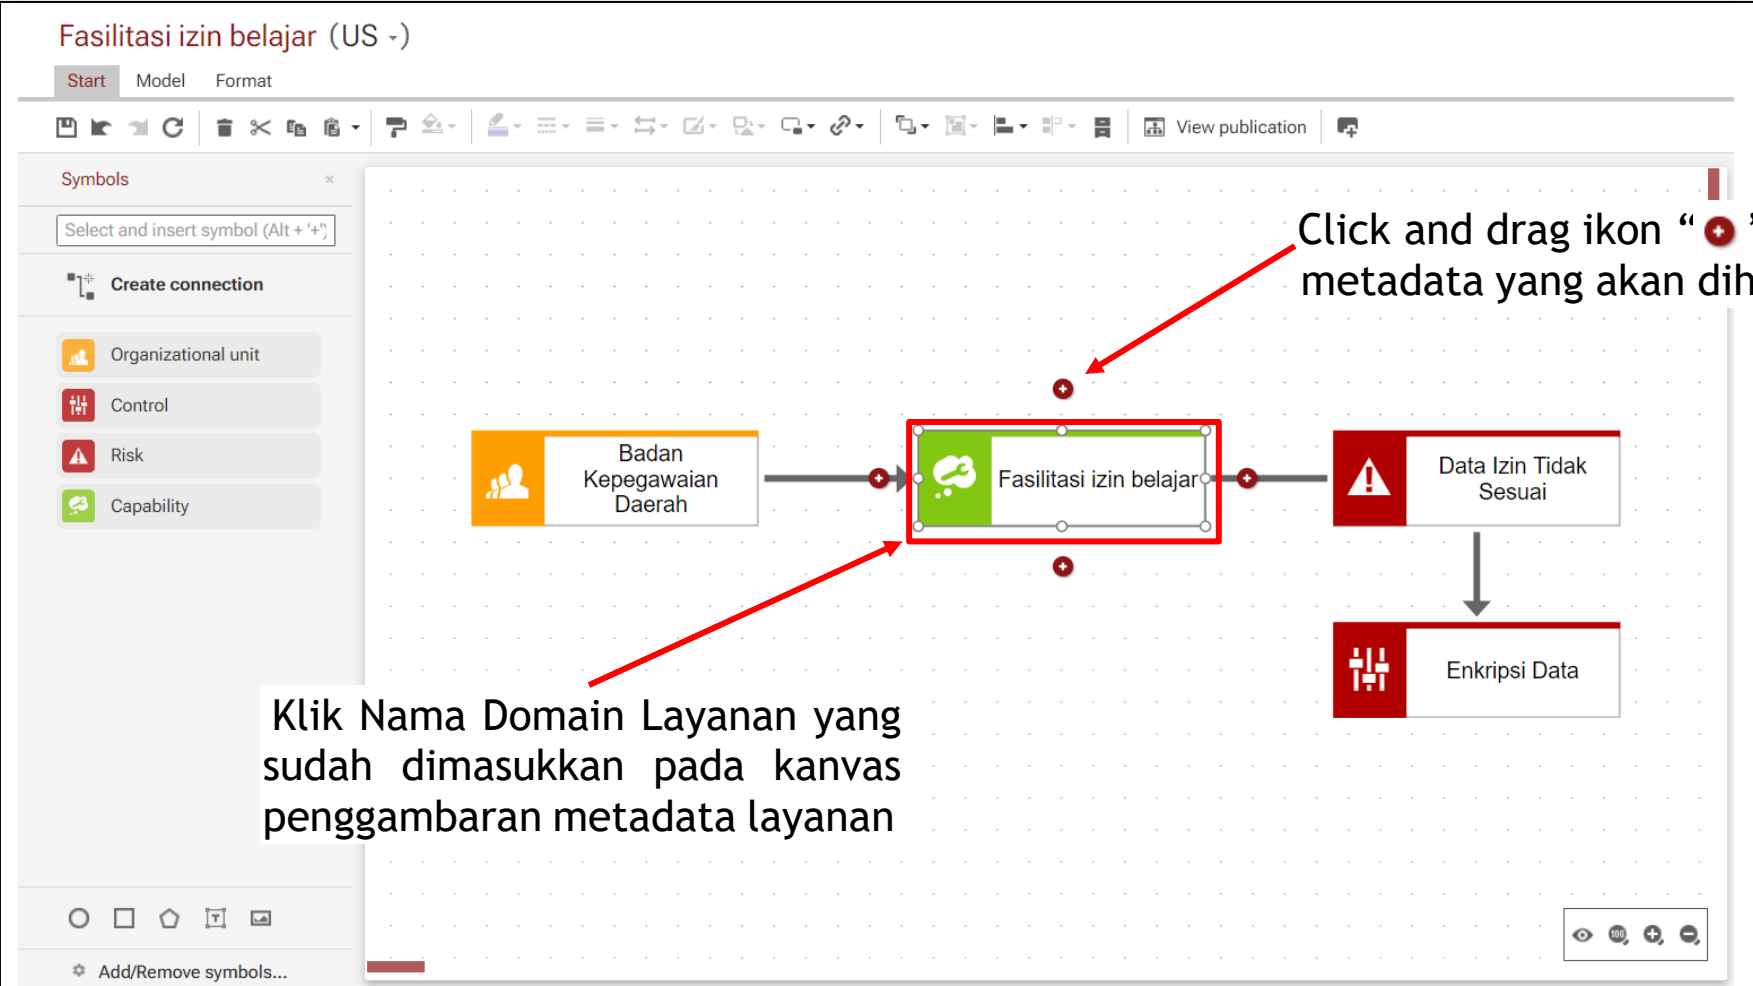 Fasilitasi izin belajar (US -)
Start Model Format
View publication
Symbols ×
Select and insert symbol (Alt + '+')
Create connection
Organizational unit
Control
Risk
Capability
Click and drag ikon “ ”
metadata yang akan dih
Badan
Kepegawaian
Daerah
Fasilitasi izin belajar
Data Izin Tidak
Sesuai
Enkripsi Data
Klik Nama Domain Layanan yang
sudah dimasukkan pada kanvas
penggambaran metadata layanan
T
100
Add/Remove symbols...